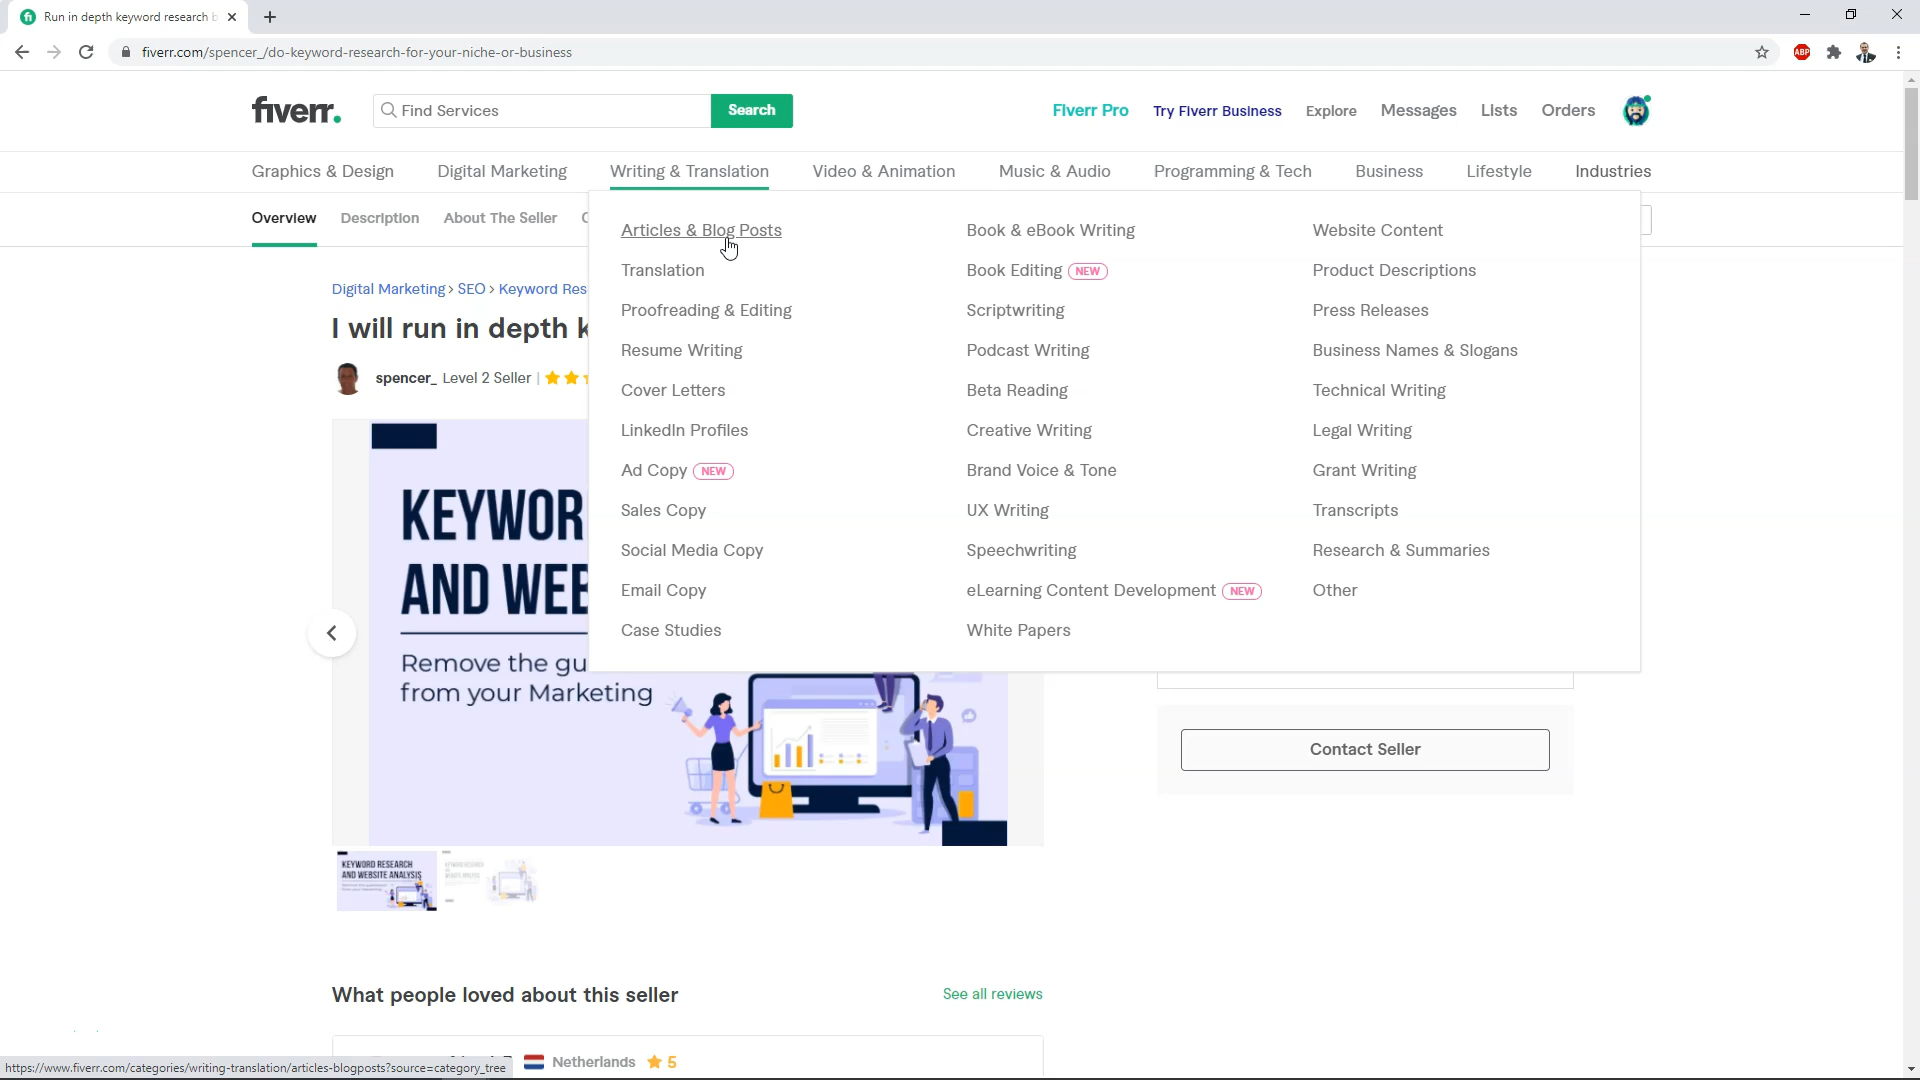 Run in depth keyword research b
fiverr.com/spencer_/do-keyword-research-for-your-niche-or-business
ABP
fiverr.
Find Services
Search
Fiverr Pro
Try Fiverr Business
Explore
Messages
Lists
Orders
Graphics & Design
Digital Marketing
Writing & Translation
Video & Animation
Music & Audio
Programming & Tech
Business
Lifestyle
Industries
Overview
Description
About The Seller
Articles & Blog Posts
Translation
Proofreading & Editing
Resume Writing
Cover Letters
LinkedIn Profiles
Ad Copy NEW
Sales Copy
Social Media Copy
Email Copy
Case Studies
Book & eBook Writing
Book Editing NEW
Scriptwriting
Podcast Writing
Beta Reading
Creative Writing
Brand Voice & Tone
UX Writing
Speechwriting
eLearning Content Development NEW
White Papers
Website Content
Product Descriptions
Press Releases
Business Names & Slogans
Technical Writing
Legal Writing
Grant Writing
Transcripts
Research & Summaries
Other
Digital Marketing > SEO > Keyword Res
I will run in depth k
spencer_ Level 2 Seller |
KEYWOR
AND WEB
Remove the gu
from your Marketing
Contact Seller
KEYWORD RESEARCH
AND WEBSITE ANALYSIS
What people loved about this seller
See all reviews
Netherlands 5
https://www.fiverr.com/categories/writing-translation/articles-blogposts?source=category_tree